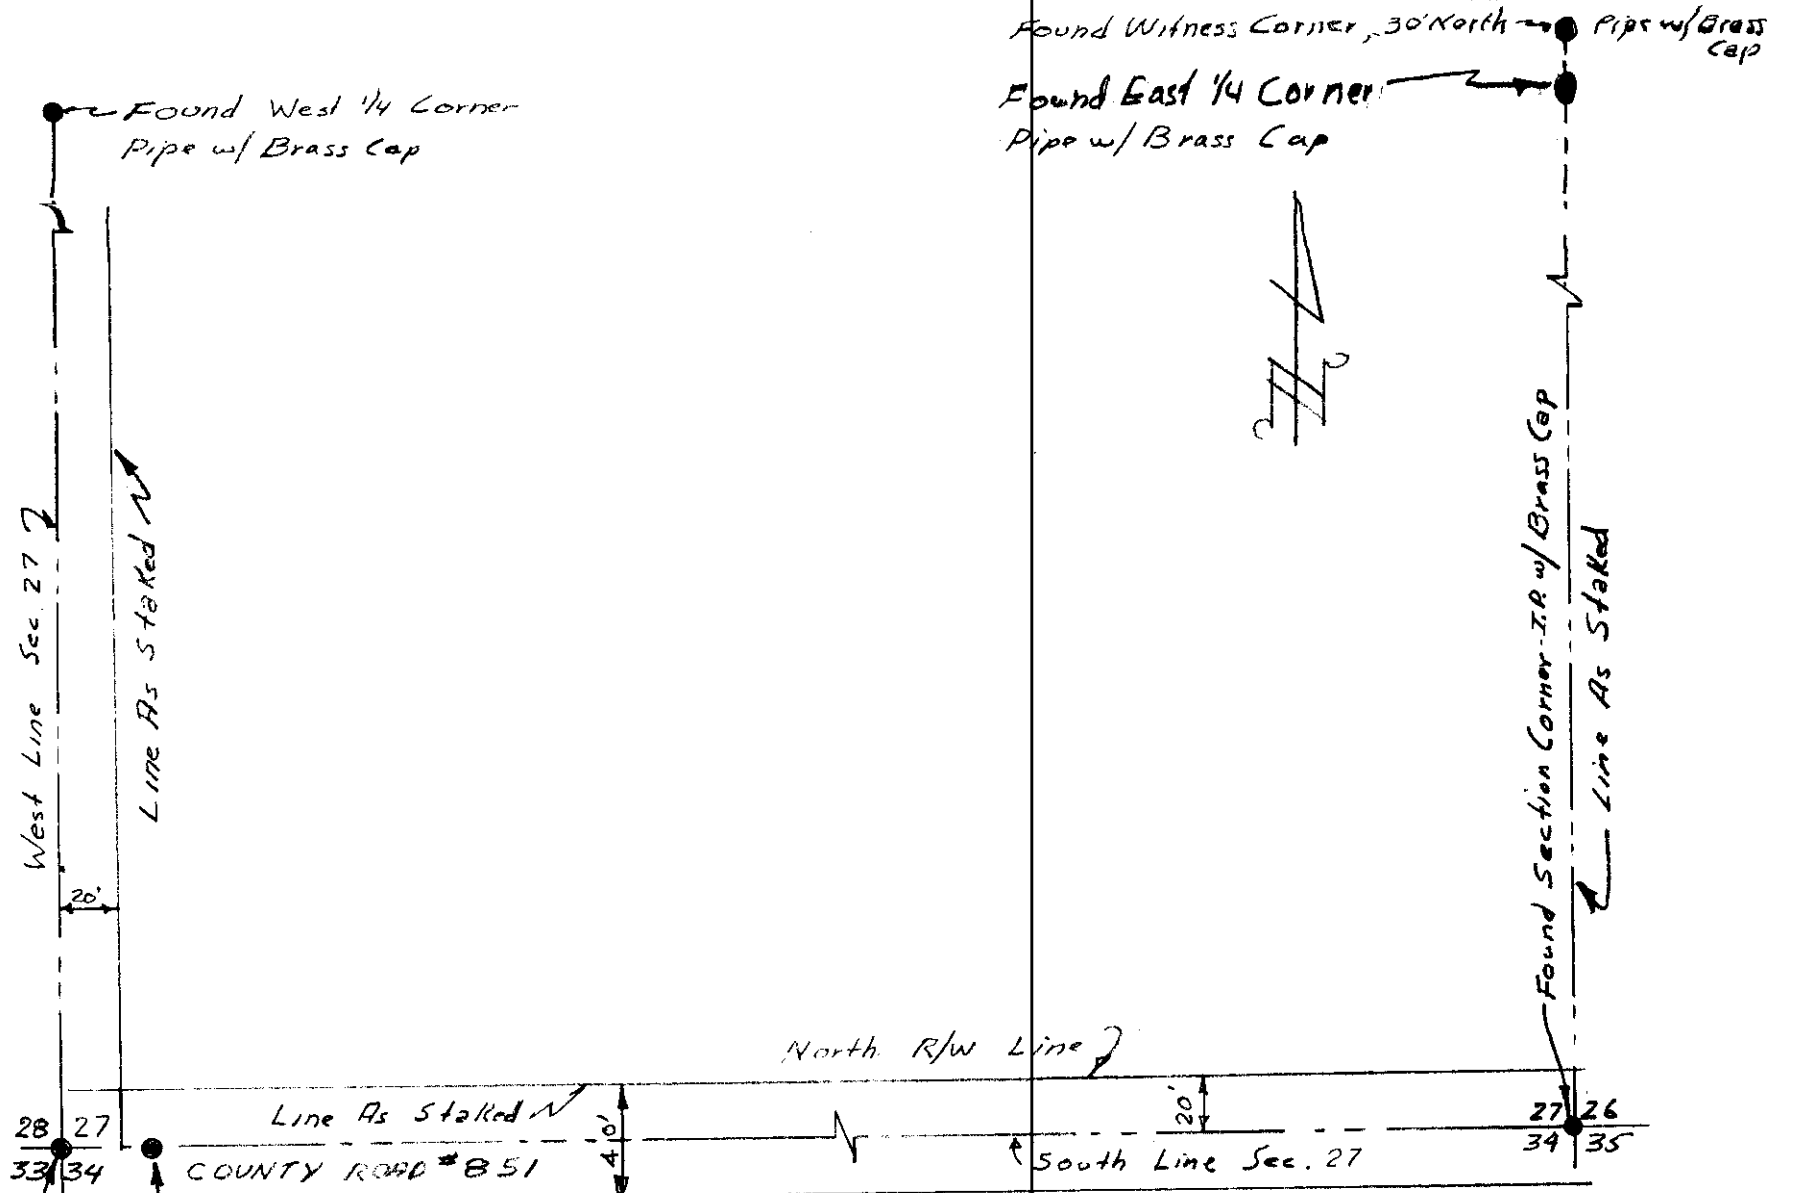 Found Witness Corner, 30' North
Pipe w/ Brass
Cap
Found East 1/4 Corner
Pipe w/ Brass Cap
Found West 1/4 Corner
Pipe w/ Brass Cap
West Line Sec. 27
Line As Staked
20'
Found Section Corner-I.P. w/ Brass Cap
Line As Staked
North R/W Line
Line As Staked
40'
20'
28 27
33 34
COUNTY ROAD #851
South Line Sec. 27
27 26
34 35